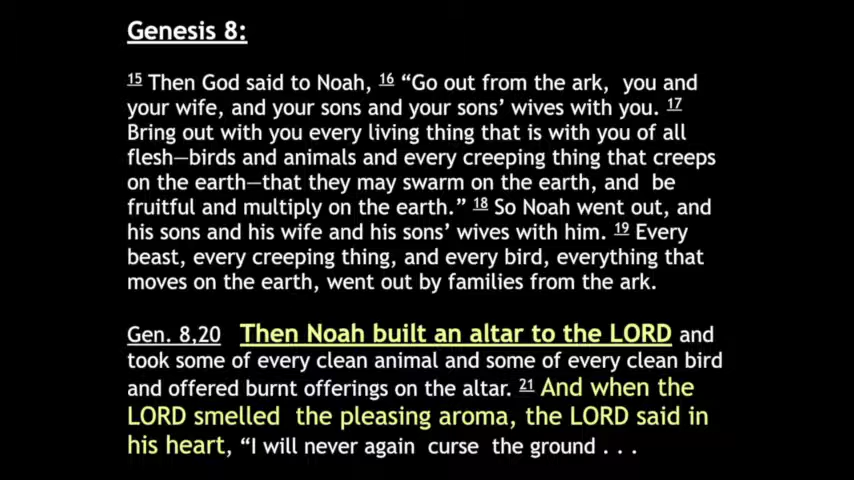 Genesis 8:
15 Then God said to Noah, 16 “Go out from the ark, you and
your wife, and your sons and your sons’ wives with you. 17
Bring out with you every living thing that is with you of all
flesh—birds and animals and every creeping thing that creeps
on the earth—that they may swarm on the earth, and be
fruitful and multiply on the earth.” 18 So Noah went out, and
his sons and his wife and his sons’ wives with him. 19 Every
beast, every creeping thing, and every bird, everything that
moves on the earth, went out by families from the ark.
Gen. 8,20 Then Noah built an altar to the LORD and
took some of every clean animal and some of every clean bird
and offered burnt offerings on the altar. 21 And when the
LORD smelled the pleasing aroma, the LORD said in
his heart, “I will never again curse the ground . . .